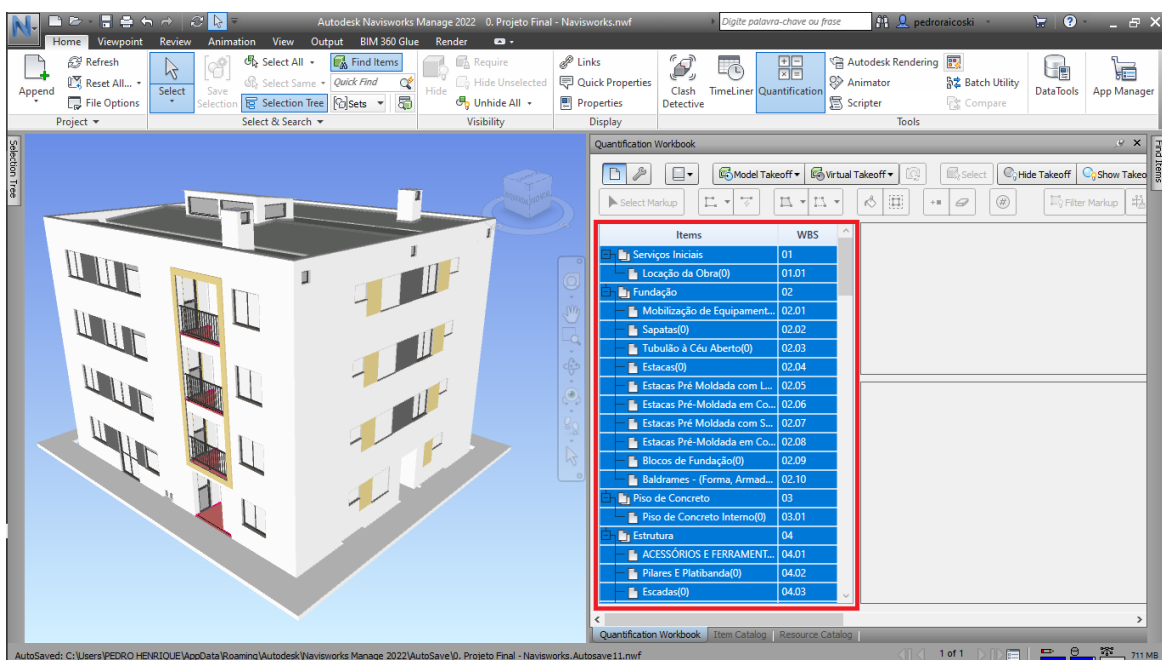 Autodesk Navisworks Manage 2022 0. Projeto Final - Navisworks.nwf
Digite palavra-chave ou frase
pedroraicoski
Home Viewpoint Review Animation View Output BIM 360 Glue Render
Append
Refresh
Reset All...
File Options
Project
Select
Save
Selection
Select All
Select Same
Selection Tree
Find Items
Quick Find
Sets
Select & Search
Hide
Require
Hide Unselected
Unhide All
Visibility
Links
Quick Properties
Properties
Display
Clash
Detective
TimeLiner
Quantification
Autodesk Rendering
Animator
Scripter
Batch Utility
Compare
Tools
DataTools
App Manager
Selection Tree
Find Items
Quantification Workbook
Model Takeoff
Virtual Takeoff
Select
Hide Takeoff
Show Takeo
Select Markup
Filter Markup
Items WBS
Serviços Iniciais 01
Locação da Obra(0) 01.01
Fundação 02
Mobilização de Equipament... 02.01
Sapatas(0) 02.02
Tubulão à Céu Aberto(0) 02.03
Estacas(0) 02.04
Estacas Pré Moldada com L... 02.05
Estacas Pré-Moldada em Co... 02.06
Estacas Pré Moldada com S... 02.07
Estacas Pré-Moldada em Co... 02.08
Blocos de Fundação(0) 02.09
Baldrames - (Forma, Armad... 02.10
Piso de Concreto 03
Piso de Concreto Interno(0) 03.01
Estrutura 04
ACESSÓRIOS E FERRAMENT... 04.01
Pilares E Platibanda(0) 04.02
Escadas(0) 04.03
Quantification Workbook Item Catalog Resource Catalog
AutoSaved: C:\Users\PEDRO HENRIQUE\AppData\Roaming\Autodesk\Navisworks Manage 2022\AutoSave\0. Projeto Final - Navisworks.Autosave11.nwf
1 of 1
711 MB